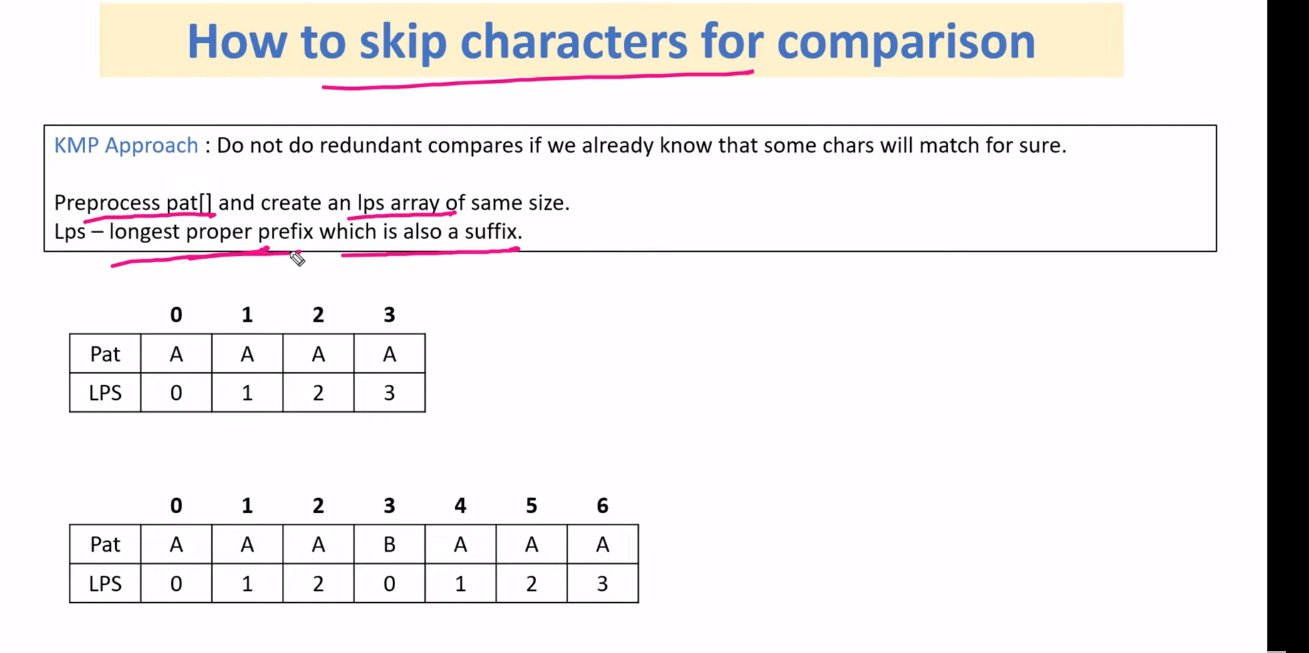 How to skip characters for comparison
KMP Approach : Do not do redundant compares if we already know that some chars will match for sure.
Preprocess pat[] and create an lps array of same size.
Lps – longest proper prefix which is also a suffix.
0 1 2 3
Pat A A A A
LPS 0 1 2 3
0 1 2 3 4 5 6
Pat A A A B A A A
LPS 0 1 2 0 1 2 3